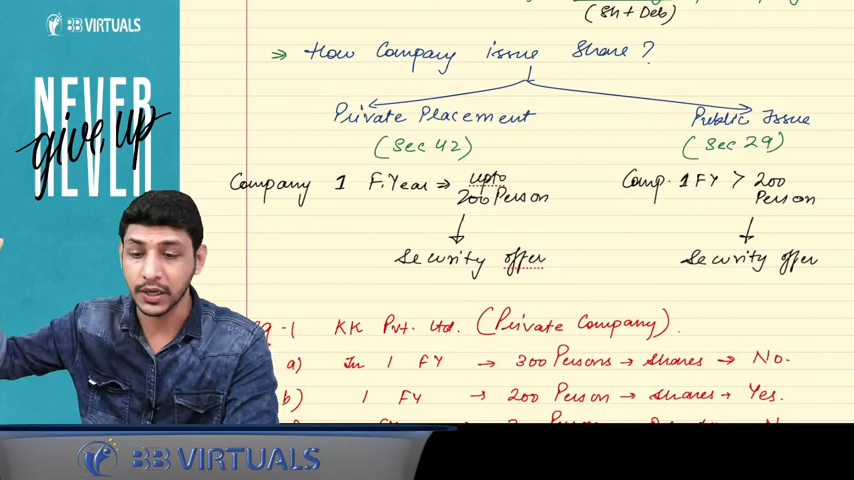 BB VIRTUALS
NEVER
give up
NEVER
(Sh + Deb)
⇒ How Company issue Share?
Private Placement
(Sec 42)
Company 1 F.Year ⇒ upto
200 Person
↓
Security offer
Public Issue
(Sec 29)
Comp. 1 FY > 200
Person
↓
Security offer
-1 KK Pvt. Ltd. (Private Company).
a) In 1 FY → 300 Persons → shares → No.
b) 1 FY → 200 Person → shares → Yes.
BB VIRTUALS